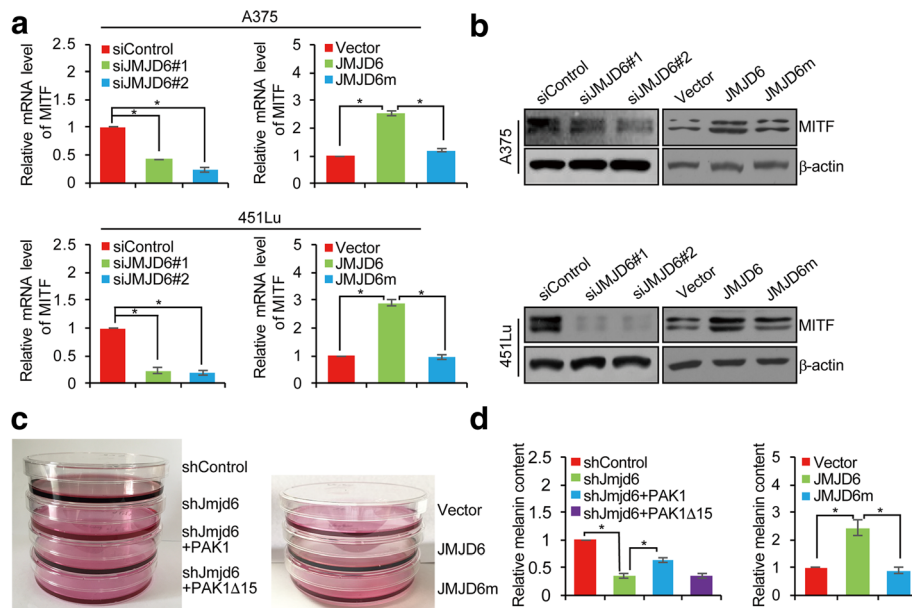 a
A375
Relative mRNA level
of MITF
2.5
2
1.5
1
0.5
0
siControl
siJMJD6#1
siJMJD6#2
*
*
Relative mRNA level
of MITF
5
4
3
2
1
0
Vector
JMJD6
JMJD6m
*
*
451Lu
Relative mRNA level
of MITF
2.5
2
1.5
1
0.5
0
siControl
siJMJD6#1
siJMJD6#2
*
*
Relative mRNA level
of MITF
5
4
3
2
1
0
Vector
JMJD6
JMJD6m
*
*
b
siControl
siJMJD6#1
siJMJD6#2
Vector
JMJD6
JMJD6m
A375
MITF
β-actin
siControl
siJMJD6#1
siJMJD6#2
Vector
JMJD6
JMJD6m
451Lu
MITF
β-actin
c
shControl
shJmjd6
shJmjd6
+PAK1
shJmjd6
+PAK1Δ15
Vector
JMJD6
JMJD6m
d
Relative melanin content
2.5
2
1.5
1
0.5
0
shControl
shJmjd6
shJmjd6+PAK1
shJmjd6+PAK1Δ15
*
*
Relative melanin content
5
4
3
2
1
0
Vector
JMJD6
JMJD6m
*
*